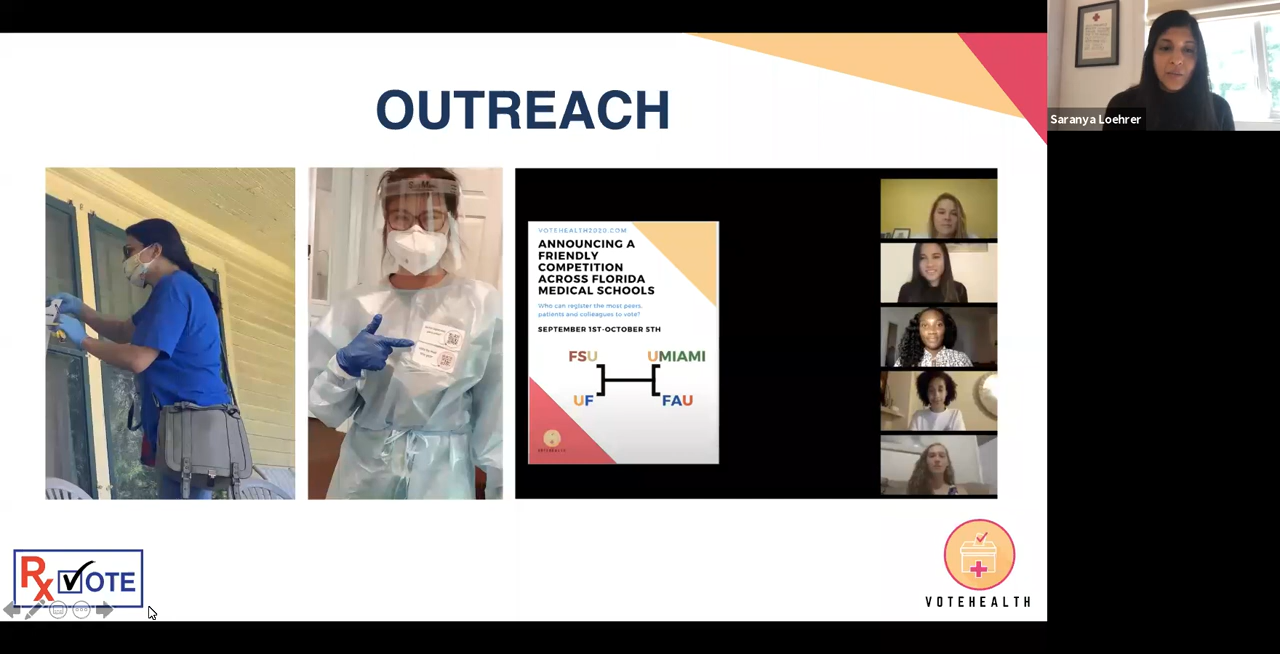 OUTREACH
Saranya Loehrer
VOTEHEALTH2020.COM
ANNOUNCING A
FRIENDLY
COMPETITION
ACROSS FLORIDA
MEDICAL SCHOOLS
Who can register the most peers,
patients and colleagues to vote?
SEPTEMBER 1ST-OCTOBER 5TH
FSU
UMIAMI
UF
FAU
VOTEHEALTH
Rx VOTE
VOTEHEALTH